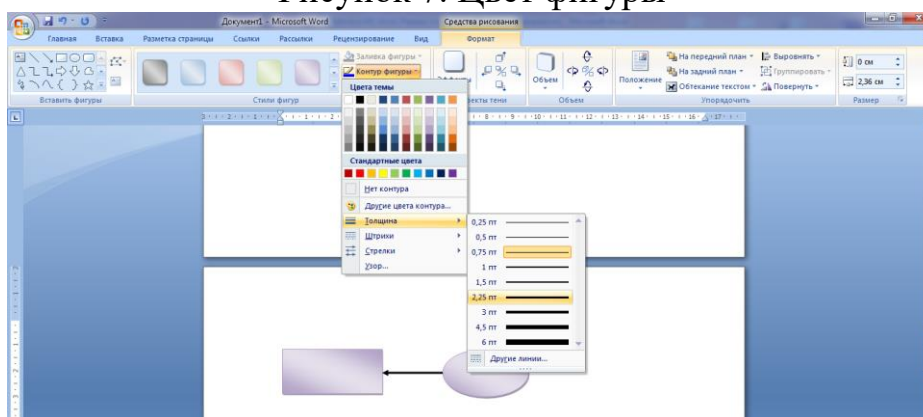 Рисунок 7. Цвет фигуры
Документ1 - Microsoft Word
Средства рисования
Главная Вставка Разметка страницы Ссылки Рассылки Рецензирование Вид Формат
Заливка фигуры
Контур фигуры
Объем
Положение
На передний план
На задний план
Обтекание текстом
Выровнять
Группировать
Повернуть
0 см
2,36 см
Вставить фигуры Стили фигур Объем Упорядочить Размер
Цвета темы
Стандартные цвета
Нет контура
Другие цвета контура...
Толщина
Штрихи
Стрелки
Узор...
0,25 пт
0,5 пт
0,75 пт
1 пт
1,5 пт
2,25 пт
3 пт
4,5 пт
6 пт
Другие линии...